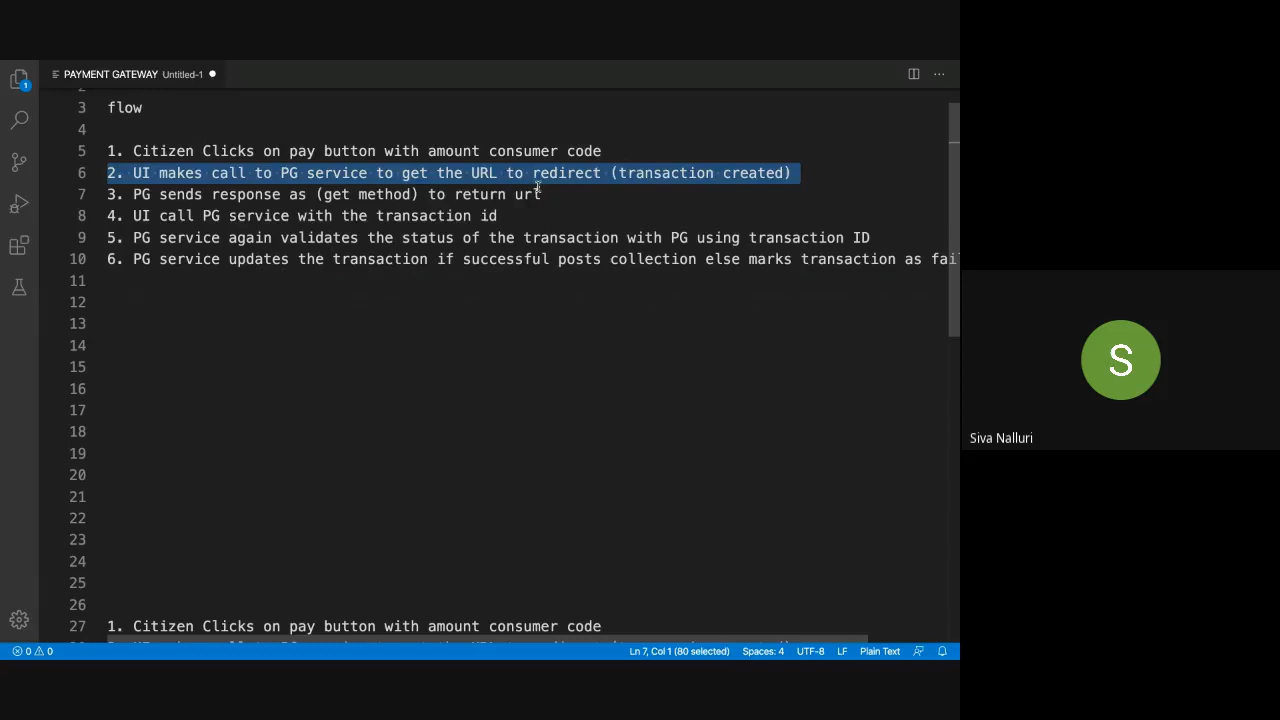 PAYMENT GATEWAY Untitled-1
1
2
3 flow
4
5 1. Citizen Clicks on pay button with amount consumer code
6 2. UI makes call to PG service to get the URL to redirect (transaction created)
7 3. PG sends response as (get method) to return url
8 4. UI call PG service with the transaction id
9 5. PG service again validates the status of the transaction with PG using transaction ID
10 6. PG service updates the transaction if successful posts collection else marks transaction as fai
11
12
13
14
15
16
17
18
19
20
21
22
23
24
25
26
27 1. Citizen Clicks on pay button with amount consumer code
0 0 Ln 7, Col 1 (80 selected) Spaces: 4 UTF-8 LF Plain Text
S
Siva Nalluri